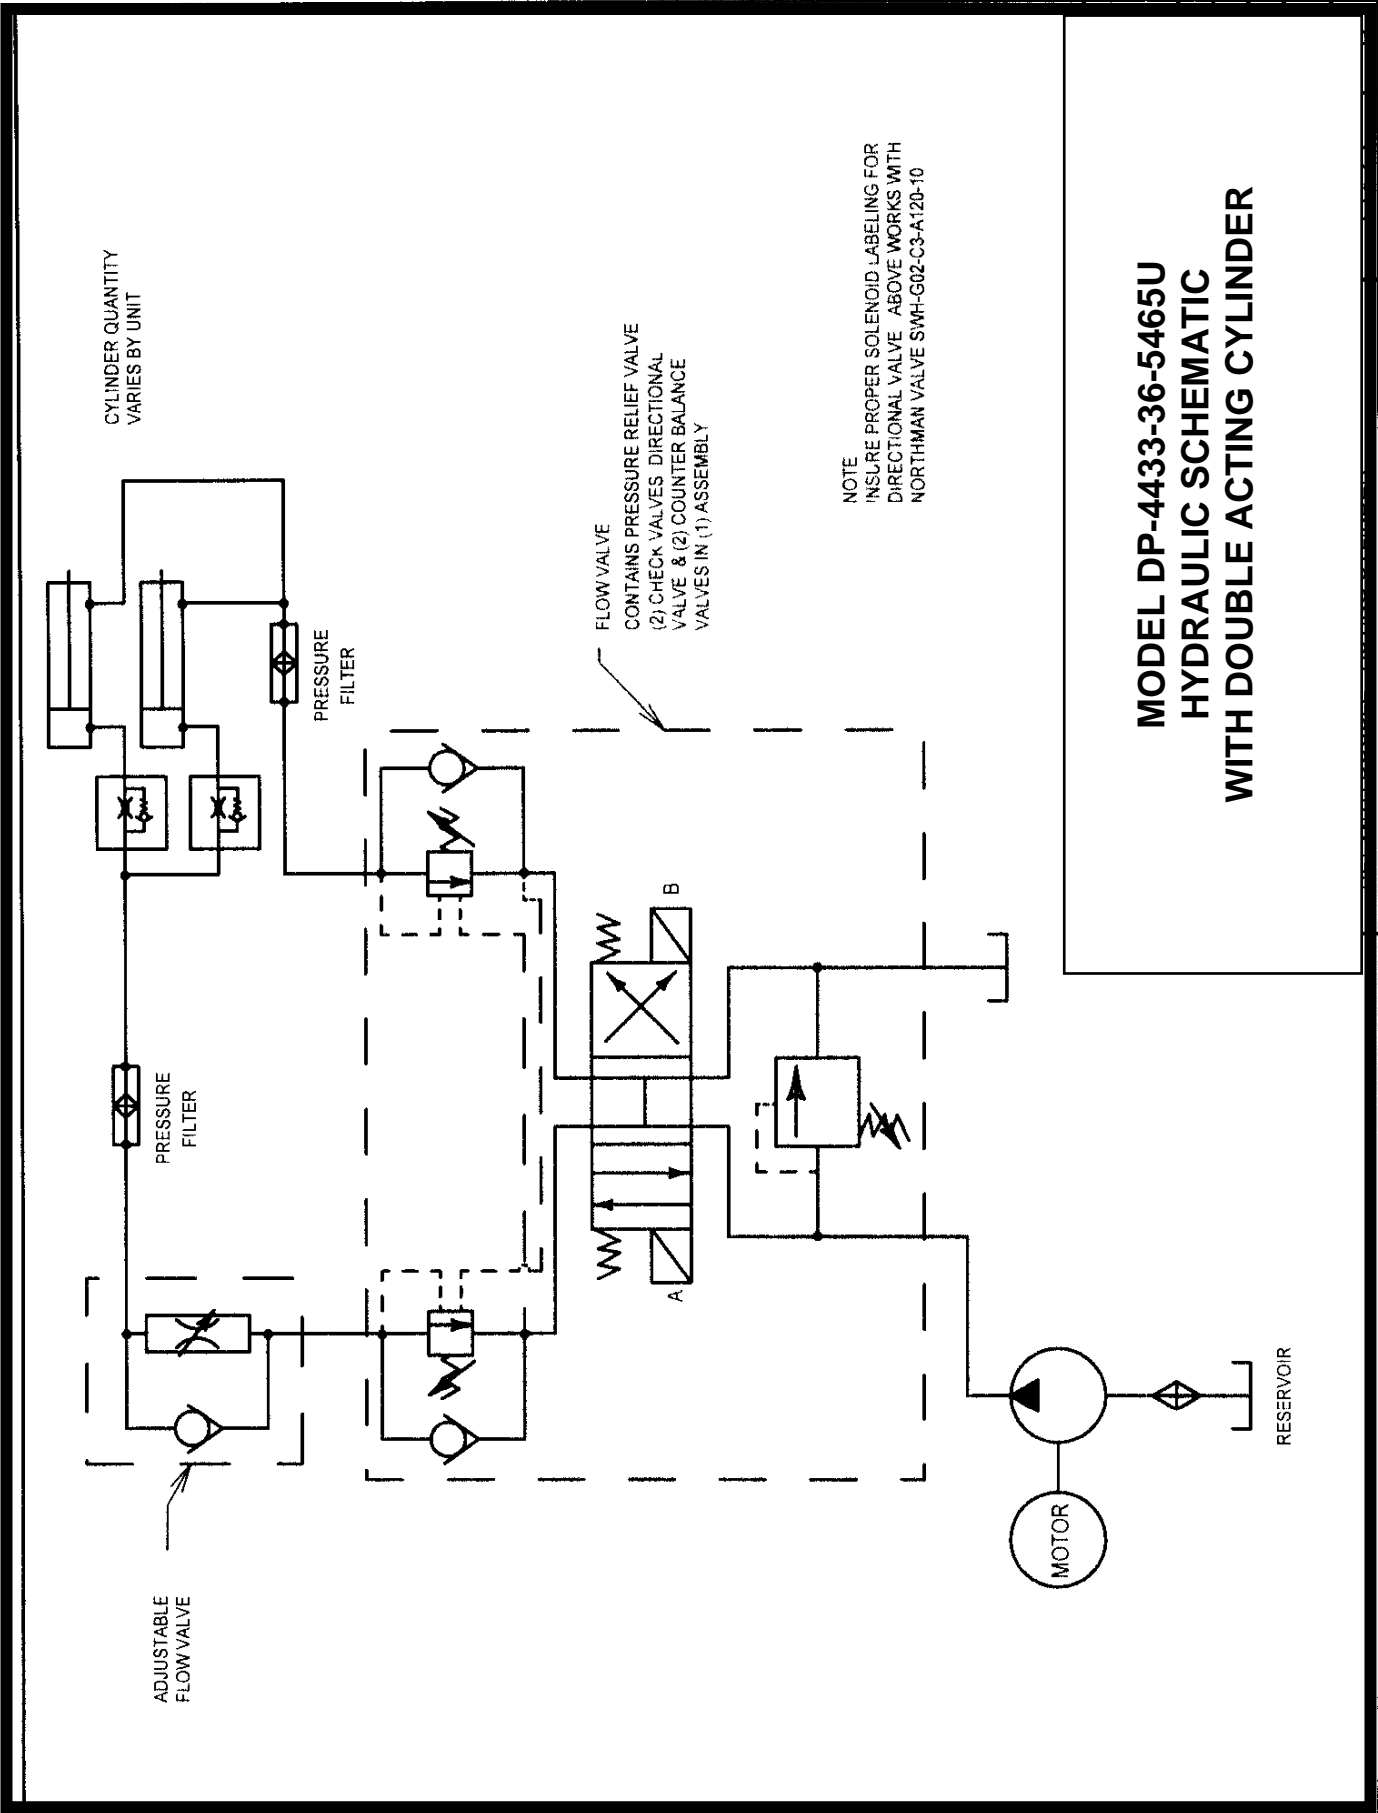 CYLINDER QUANTITY
VARIES BY UNIT
PRESSURE
FILTER
PRESSURE
FILTER
ADJUSTABLE
FLOW VALVE
FLOW VALVE
CONTAINS PRESSURE RELIEF VALVE
(2) CHECK VALVES DIRECTIONAL
VALVE & (2) COUNTER BALANCE
VALVES IN (1) ASSEMBLY
NOTE
INSURE PROPER SOLENOID LABELING FOR
DIRECTIONAL VALVE ABOVE WORKS WITH
NORTHMAN VALVE SWH-G02-C3-A120-10
A
B
MOTOR
RESERVOIR
MODEL DP-4433-36-5465U
HYDRAULIC SCHEMATIC
WITH DOUBLE ACTING CYLINDER